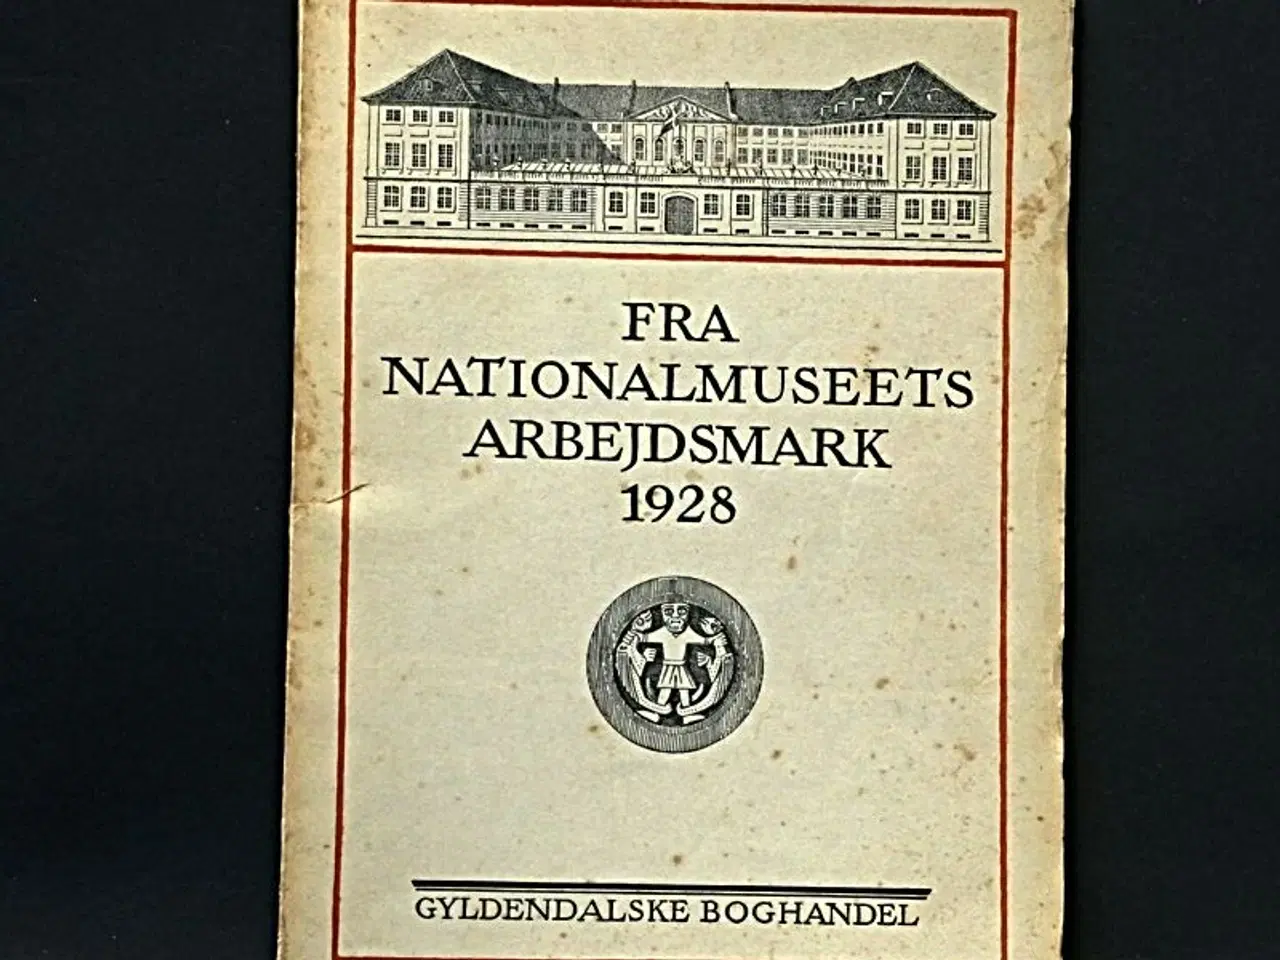 FRA
NATIONALMUSEETS
ARBEJDSMARK
1928
GYLDENDALSKE BOGHANDEL